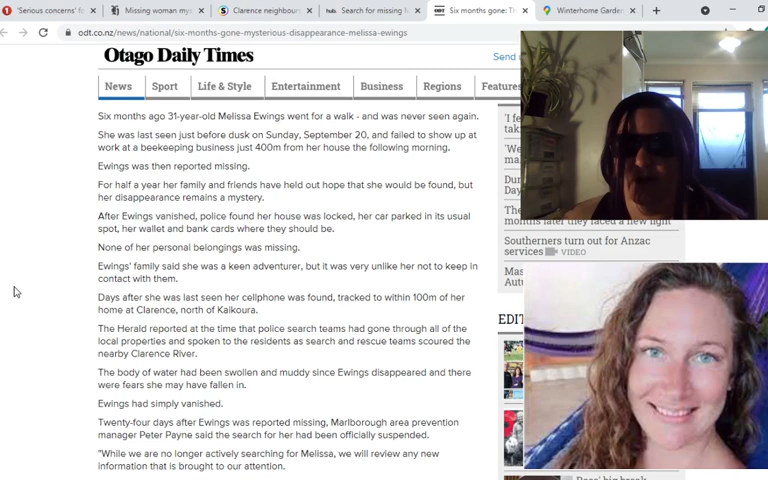 'Serious concerns' f
Missing woman mys
Clarence neighbour
hub Search for missing M
ODT Six months gone: Th
Winterhome Garde
odt.co.nz/news/national/six-months-gone-mysterious-disappearance-melissa-ewings
Otago Daily Times
Send u
News Sport Life & Style Entertainment Business Regions Features
Six months ago 31-year-old Melissa Ewings went for a walk - and was never seen again.
She was last seen just before dusk on Sunday, September 20, and failed to show up at
work at a beekeeping business just 400m from her house the following morning.
Ewings was then reported missing.
For half a year her family and friends have held out hope that she would be found, but
her disappearance remains a mystery.
After Ewings vanished, police found her house was locked, her car parked in its usual
spot, her wallet and bank cards where they should be.
None of her personal belongings was missing.
Ewings' family said she was a keen adventurer, but it was very unlike her not to keep in
contact with them.
Days after she was last seen her cellphone was found, tracked to within 100m of her
home at Clarence, north of Kaikoura.
The Herald reported at the time that police search teams had gone through all of the
local properties and spoken to the residents as search and rescue teams scoured the
nearby Clarence River.
The body of water had been swollen and muddy since Ewings disappeared and there
were fears she may have fallen in.
Ewings had simply vanished.
Twenty-four days after Ewings was reported missing, Marlborough area prevention
manager Peter Payne said the search for her had been officially suspended.
"While we are no longer actively searching for Melissa, we will review any new
information that is brought to our attention.
'I fe
tak
'We
ma
Dun
Day
The
months later they faced a new fight
Southerners turn out for Anzac
services VIDEO
Mas
Aut
EDIT